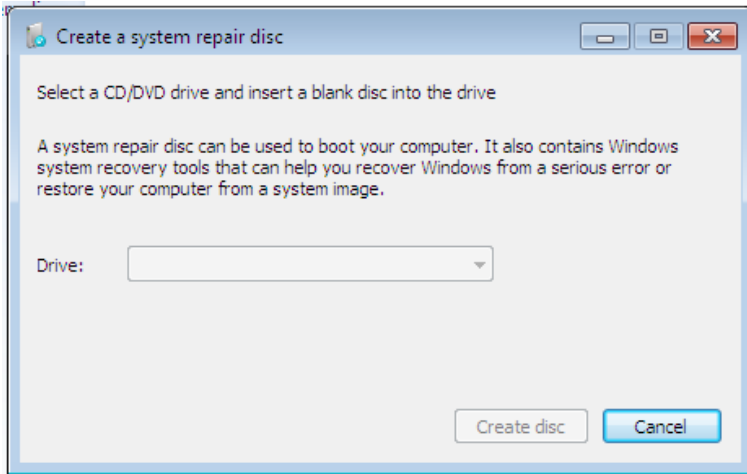 Create a system repair disc
Select a CD/DVD drive and insert a blank disc into the drive
A system repair disc can be used to boot your computer. It also contains Windows
system recovery tools that can help you recover Windows from a serious error or
restore your computer from a system image.
Drive:
Create disc Cancel